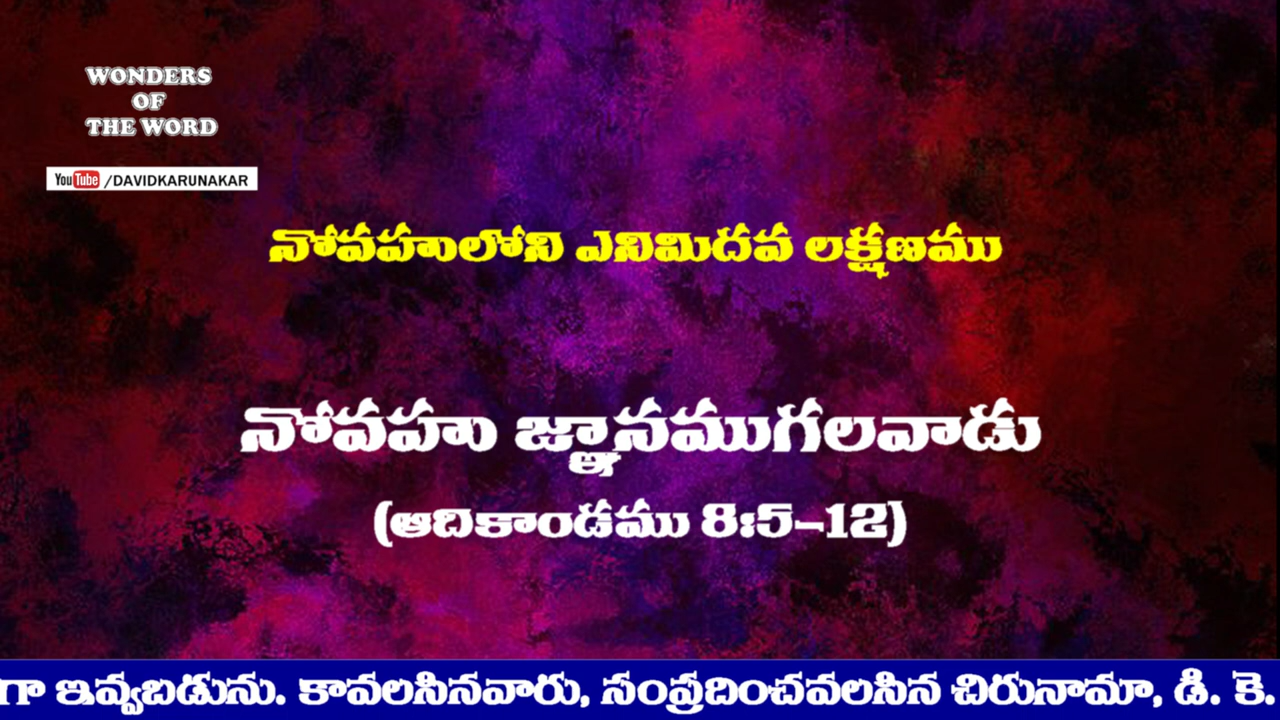 WONDERS
OF
THE WORD
YouTube /DAVIDKARUNAKAR
నోవహులోని ఎనిమిదవ లక్షణము
నోవహు జ్ఞానముగలవాడు
(ఆదికాండము 8:5-12)
గా ఇవ్వబడును. కావలసినవారు, సంప్రదించవలసిన చిరునామా, డి. కె.